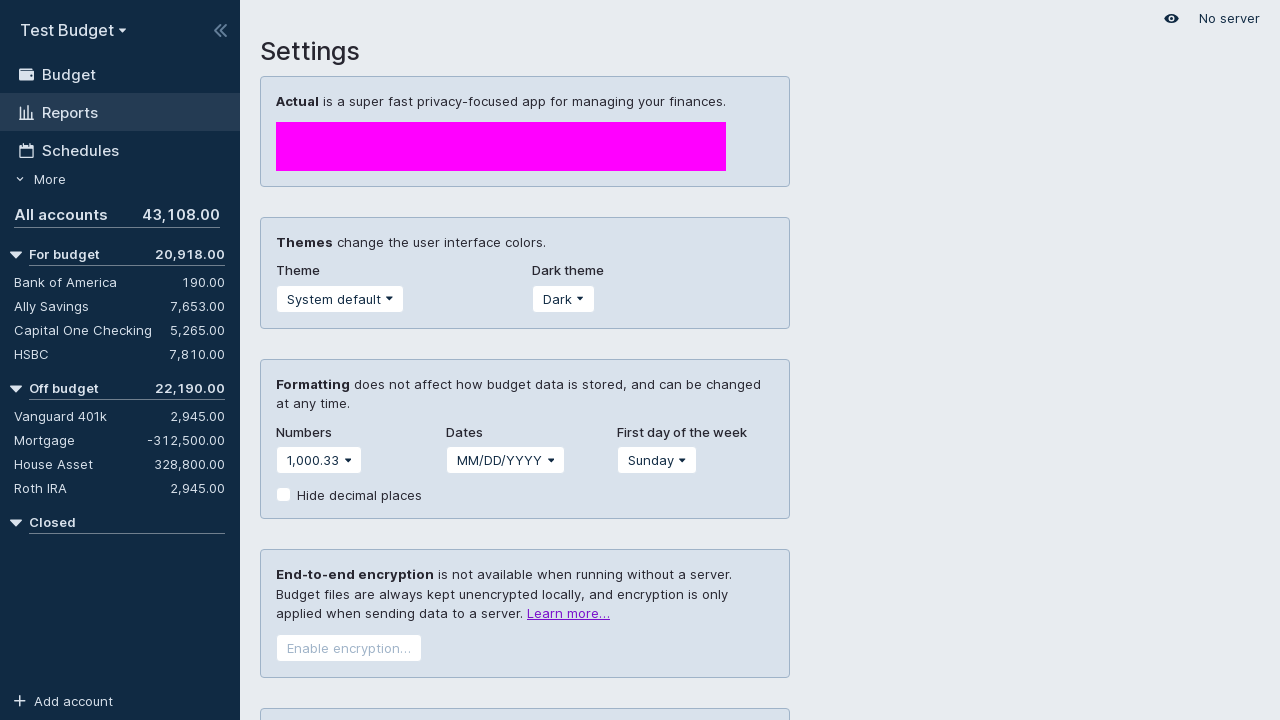 Test Budget
No server
Budget
Reports
Schedules
More
All accounts 43,108.00
For budget 20,918.00
Bank of America 190.00
Ally Savings 7,653.00
Capital One Checking 5,265.00
HSBC 7,810.00
Off budget 22,190.00
Vanguard 401k 2,945.00
Mortgage -312,500.00
House Asset 328,800.00
Roth IRA 2,945.00
Closed
Add account
Settings
Actual is a super fast privacy-focused app for managing your finances.
Themes change the user interface colors.
Theme Dark theme
System default Dark
Formatting does not affect how budget data is stored, and can be changed
at any time.
Numbers Dates First day of the week
1,000.33 MM/DD/YYYY Sunday
Hide decimal places
End-to-end encryption is not available when running without a server.
Budget files are always kept unencrypted locally, and encryption is only
applied when sending data to a server. Learn more…
Enable encryption…